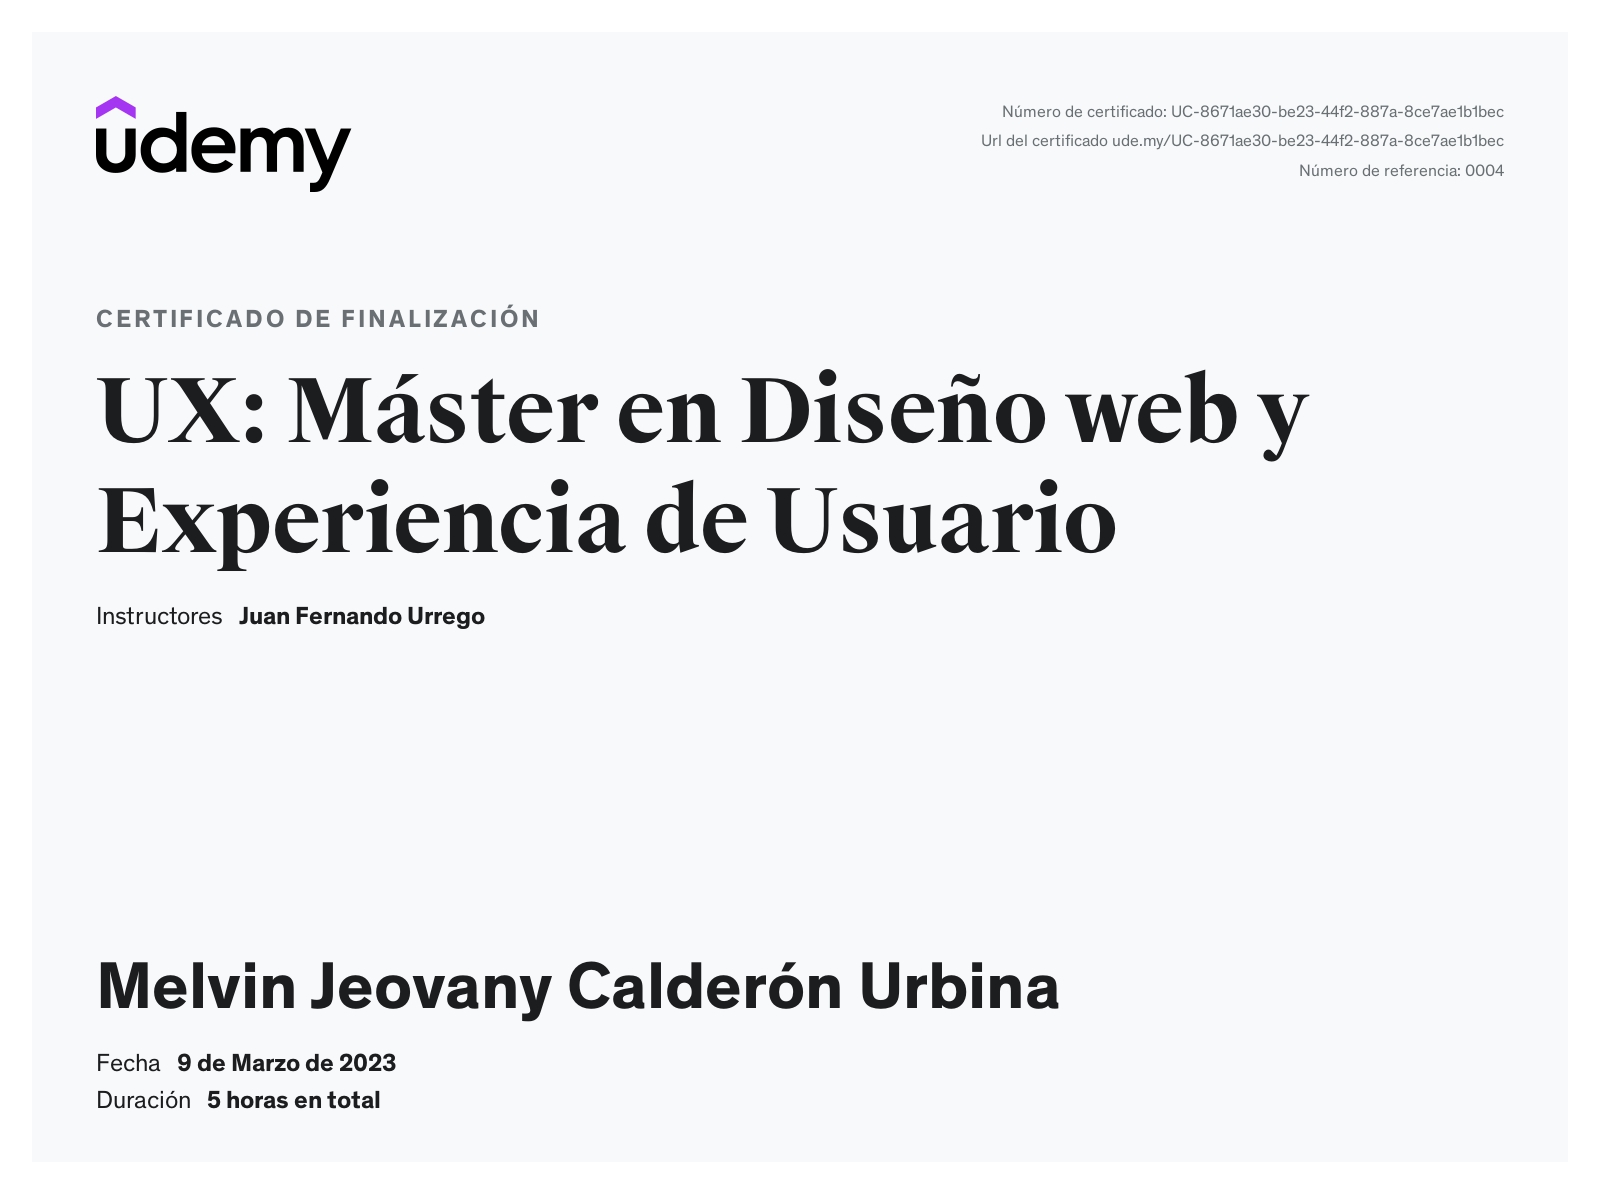 udemy
Número de certificado: UC-8671ae30-be23-44f2-887a-8ce7ae1b1bec
Url del certificado ude.my/UC-8671ae30-be23-44f2-887a-8ce7ae1b1bec
Número de referencia: 0004
CERTIFICADO DE FINALIZACIÓN
UX: Máster en Diseño web y
Experiencia de Usuario
Instructores Juan Fernando Urrego
Melvin Jeovany Calderón Urbina
Fecha 9 de Marzo de 2023
Duración 5 horas en total